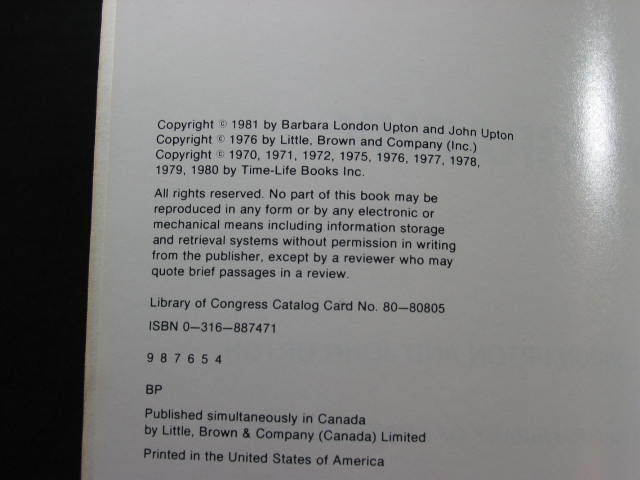 Copyright © 1981 by Barbara London Upton and John Upton
Copyright © 1976 by Little, Brown and Company (Inc.)
Copyright © 1970, 1971, 1972, 1975, 1976, 1977, 1978,
1979, 1980 by Time-Life Books Inc.
All rights reserved. No part of this book may be
reproduced in any form or by any electronic or
mechanical means including information storage
and retrieval systems without permission in writing
from the publisher, except by a reviewer who may
quote brief passages in a review.
Library of Congress Catalog Card No. 80—80805
ISBN 0—316—887471
9 8 7 6 5 4
BP
Published simultaneously in Canada
by Little, Brown & Company (Canada) Limited
Printed in the United States of America